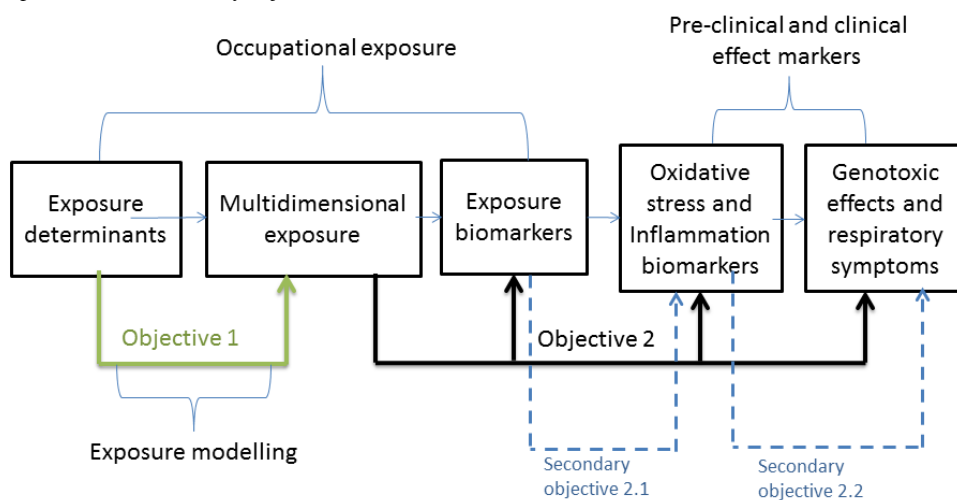 Occupational exposure
Pre-clinical and clinical
effect markers
Exposure
determinants
Multidimensional
exposure
Exposure
biomarkers
Oxidative
stress and
Inflammation
biomarkers
Genotoxic
effects and
respiratory
symptoms
Objective 1
Objective 2
Exposure modelling
Secondary
objective 2.1
Secondary
objective 2.2